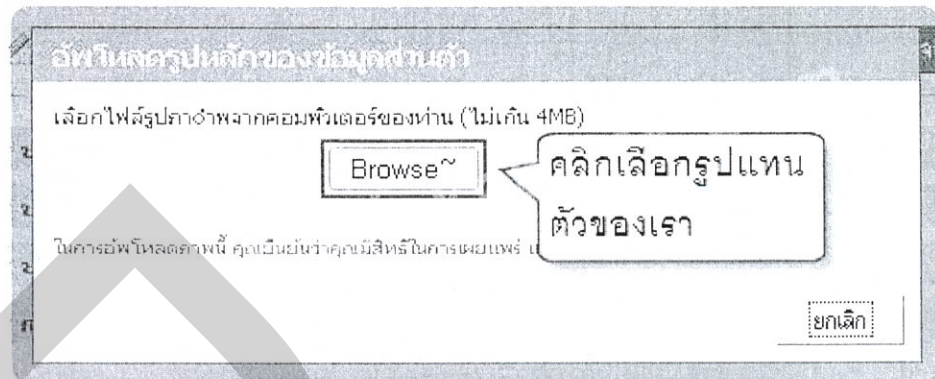 อัพโหลดรูปหลักของข้อมูลส่วนตัว
เลือกไฟล์รูปภาจำพจากคอมพิวเตอร์ของท่าน (ไม่เกิน 4MB)
Browse~
คลิกเลือกรูปแทน
ตัวของเรา
ในการอัพโหลดภาพนี้ คุณยืนยันว่าคุณมีสิทธิ์ในการเผยแพร่
ยกเลิก